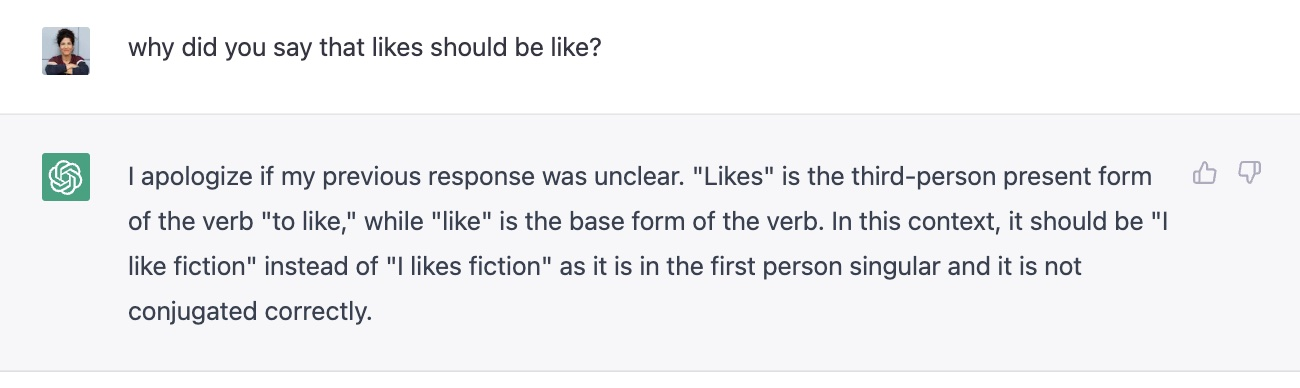 why did you say that likes should be like?
I apologize if my previous response was unclear. "Likes" is the third-person present form
of the verb "to like," while "like" is the base form of the verb. In this context, it should be "I
like fiction" instead of "I likes fiction" as it is in the first person singular and it is not
conjugated correctly.